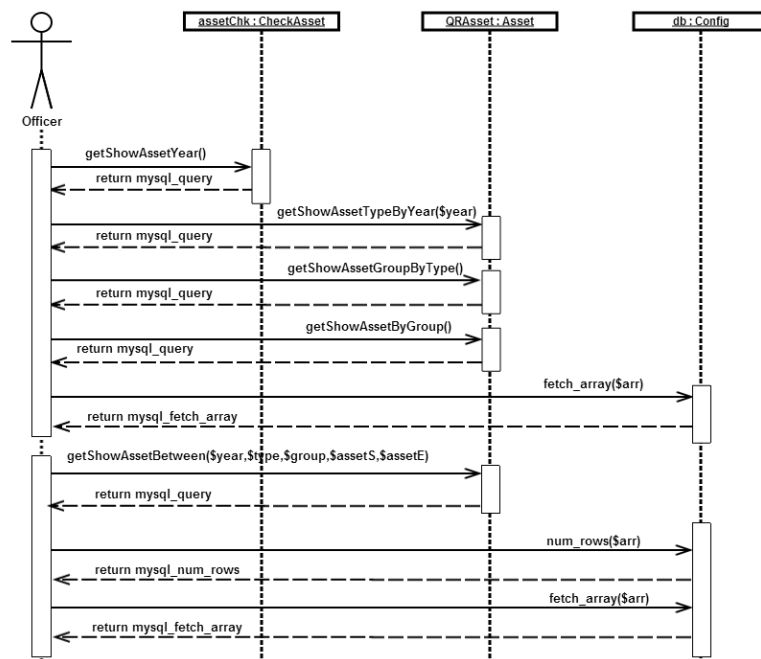 assetChk : CheckAsset
QRAsset : Asset
db : Config
Officer
getShowAssetYear()
return mysql_query
getShowAssetTypeByYear($year)
return mysql_query
getShowAssetGroupByType()
return mysql_query
getShowAssetByGroup()
return mysql_query
fetch_array($arr)
return mysql_fetch_array
getShowAssetBetween($year,$type,$group,$assetS,$assetE)
return mysql_query
num_rows($arr)
return mysql_num_rows
fetch_array($arr)
return mysql_fetch_array